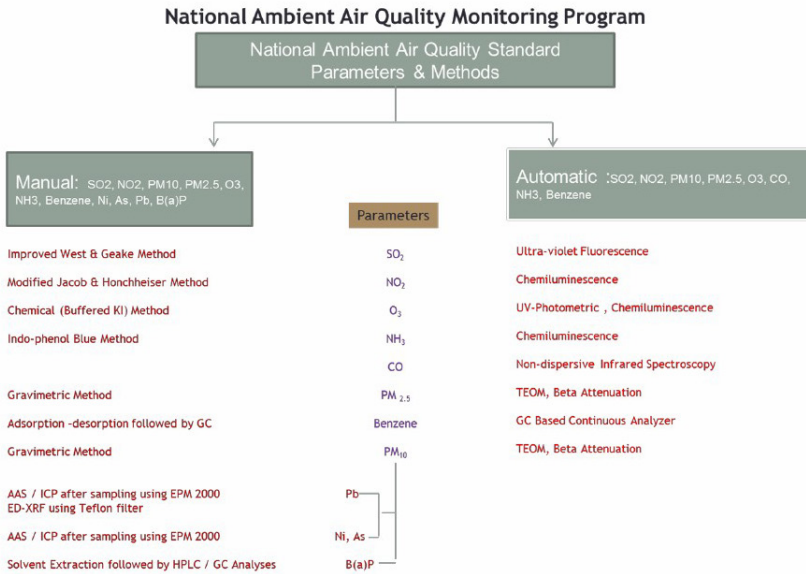 National Ambient Air Quality Monitoring Program
National Ambient Air Quality Standard
Parameters & Methods
Manual: SO2, NO2, PM10, PM2.5, O3,
NH3, Benzene, Ni, As, Pb, B(a)P
Automatic :SO2, NO2, PM10, PM2.5, O3, CO,
NH3, Benzene
Parameters
Improved West & Geake Method SO₂ Ultra-violet Fluorescence
Modified Jacob & Honchheiser Method NO₂ Chemiluminescence
Chemical (Buffered KI) Method O₃ UV-Photometric , Chemiluminescence
Indo-phenol Blue Method NH₃ Chemiluminescence
CO Non-dispersive Infrared Spectroscopy
Gravimetric Method PM ₂.₅ TEOM, Beta Attenuation
Adsorption -desorption followed by GC Benzene GC Based Continuous Analyzer
Gravimetric Method PM₁₀ TEOM, Beta Attenuation
AAS / ICP after sampling using EPM 2000 Pb
ED-XRF using Teflon filter
AAS / ICP after sampling using EPM 2000 Ni, As
Solvent Extraction followed by HPLC / GC Analyses B(a)P